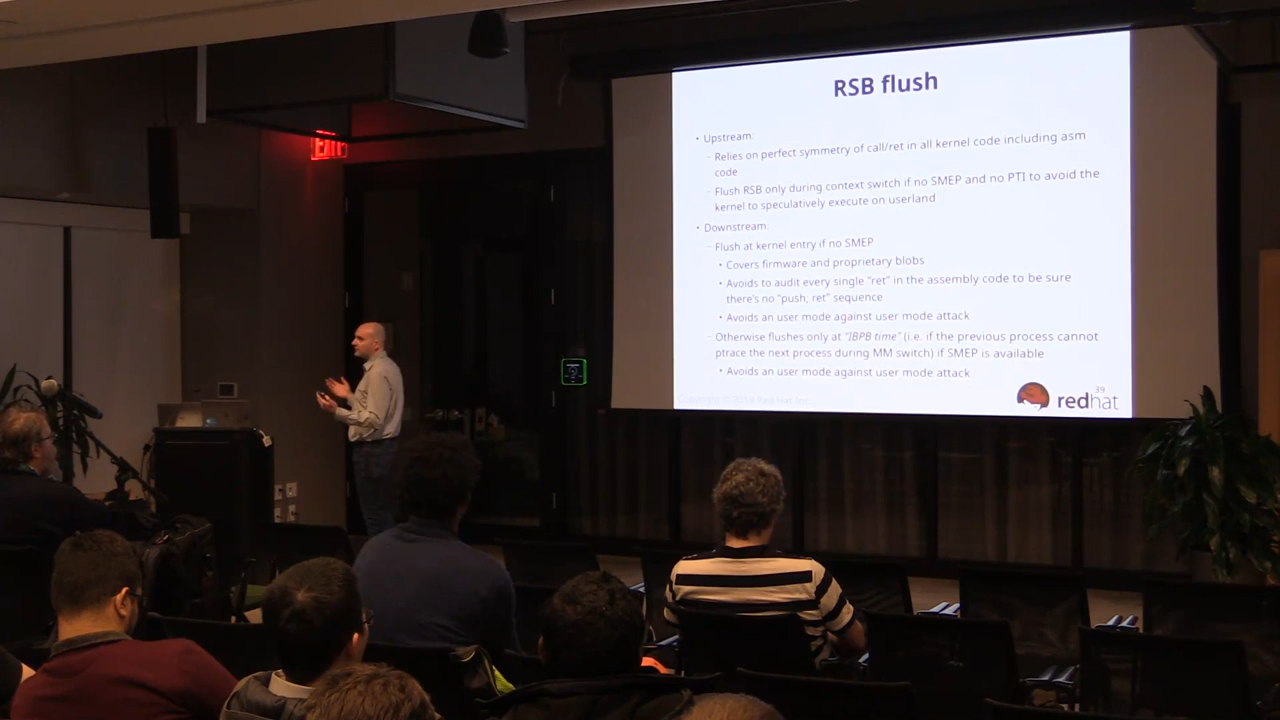 EXIT
RSB flush
• Upstream:
– Relies on perfect symmetry of call/ret in all kernel code including asm
code
– Flush RSB only during context switch if no SMEP and no PTI to avoid the
kernel to speculatively execute on userland
• Downstream:
– Flush at kernel entry if no SMEP
• Covers firmware and proprietary blobs
• Avoids to audit every single "ret" in the assembly code to be sure
there's no "push; ret" sequence
• Avoids an user mode against user mode attack
– Otherwise flushes only at "IBPB time" (i.e. if the previous process cannot
ptrace the next process during MM switch) if SMEP is available
• Avoids an user mode against user mode attack
39
Copyright © 2018 Red Hat Inc.
redhat